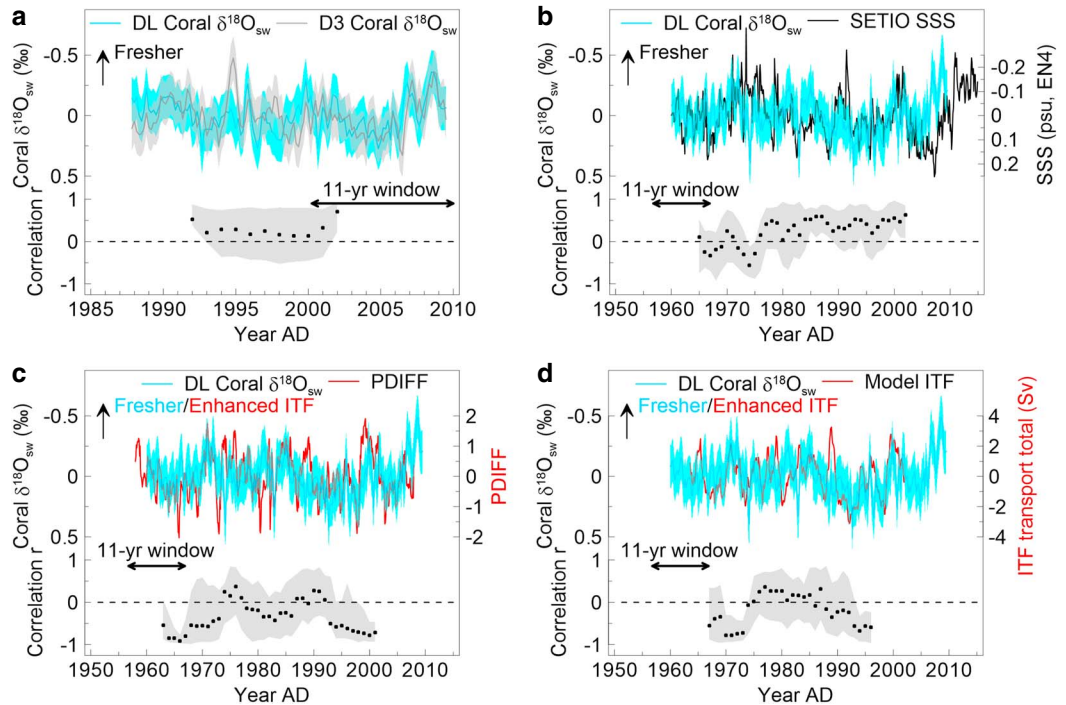 a
DL Coral δ18Osw D3 Coral δ18Osw
Fresher
Coral δ18Osw (‰)
-0.5
0
0.5
11-yr window
Correlation r
1
0
-1
1985 1990 1995 2000 2005 2010
Year AD
b
DL Coral δ18Osw SETIO SSS
Fresher
Coral δ18Osw (‰)
-0.5
0
0.5
SSS (psu, EN4)
-0.2
-0.1
0
0.1
0.2
11-yr window
Correlation r
1
0
-1
1950 1960 1970 1980 1990 2000 2010
Year AD
c
DL Coral δ18Osw PDIFF
Fresher/Enhanced ITF
Coral δ18Osw (‰)
-0.5
0
0.5
PDIFF
2
1
0
-1
-2
11-yr window
Correlation r
1
0
-1
1950 1960 1970 1980 1990 2000 2010
Year AD
d
DL Coral δ18Osw Model ITF
Fresher/Enhanced ITF
Coral δ18Osw (‰)
-0.5
0
0.5
ITF transport total (Sv)
4
2
0
-2
-4
11-yr window
Correlation r
1
0
-1
1950 1960 1970 1980 1990 2000 2010
Year AD